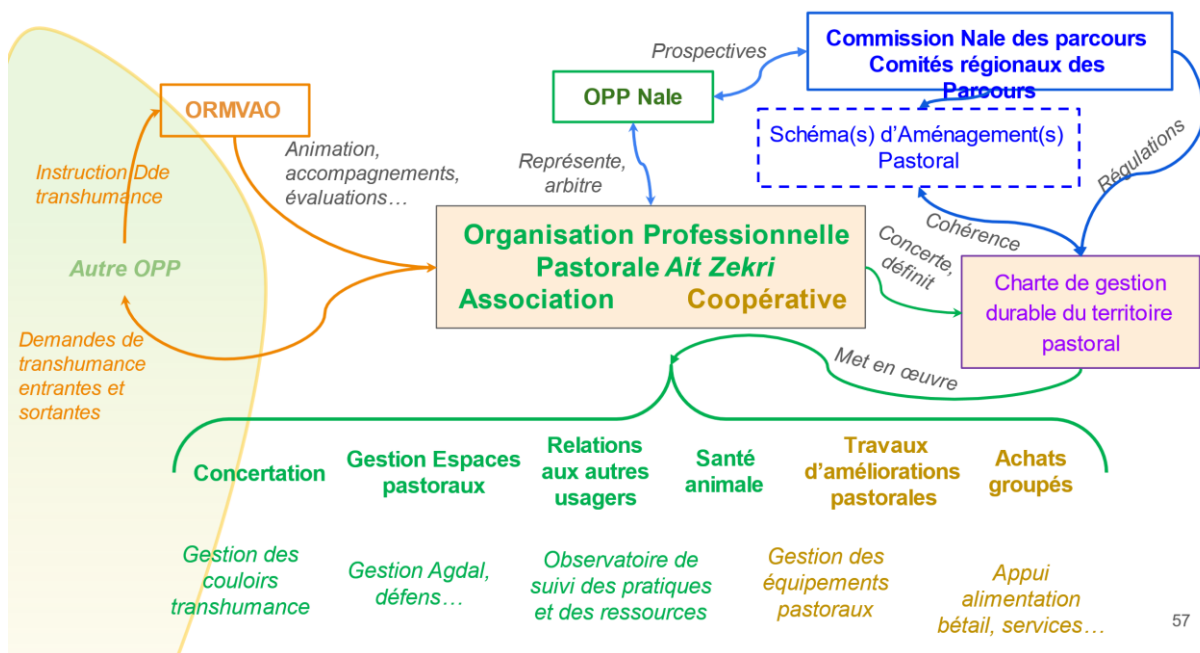 Commission Nale des parcours
Comités régionaux des
Parcours
Prospectives
OPP Nale
ORMVAO
Schéma(s) d'Aménagement(s)
Pastoral
Régulations
Animation,
accompagnements,
évaluations…
Représente,
arbitre
Instruction Dde
transhumance
Cohérence
Organisation Professionnelle
Pastorale Ait Zekri
Association Coopérative
Concerte,
définit
Autre OPP
Charte de gestion
durable du territoire
pastoral
Demandes de
transhumance
entrantes et
sortantes
Met en œuvre
Concertation
Gestion Espaces
pastoraux
Relations
aux autres
usagers
Santé
animale
Travaux
d'améliorations
pastorales
Achats
groupés
Gestion des
couloirs
transhumance
Gestion Agdal,
défens…
Observatoire de
suivi des pratiques
et des ressources
Gestion des
équipements
pastoraux
Appui
alimentation
bétail, services…
57